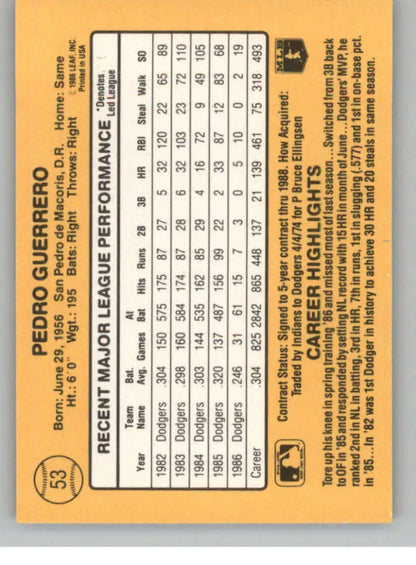 53
PEDRO GUERRERO
© 1986 LEAF, INC.
Printed in USA
Born: June 29, 1956 San Pedro de Macoris, D.R. Home: Same
Ht.: 6' 0" Wgt.: 195 Bats: Right Throws: Right
RECENT MAJOR LEAGUE PERFORMANCE *Denotes Led League
Year Team Name Bat. Avg. Games At Bat Hits Runs 2B 3B HR RBI Steal Walk SO
1982 Dodgers .304 150 575 175 87 27 5 32 120 22 65 89
1983 Dodgers .298 160 584 174 87 28 6 32 103 23 72 110
1984 Dodgers .303 144 535 162 85 29 4 16 72 9 49 105
1985 Dodgers .320 137 487 156 99 22 2 33 87 12 83 68
1986 Dodgers .246 31 61 15 7 3 0 5 10 0 2 19
Career .304 825 2842 865 448 137 21 139 461 75 318 493
Contract Status: Signed to 5-year contract thru 1988. How Acquired:
Traded by Indians to Dodgers 4/4/74 for P Bruce Ellingsen
CAREER HIGHLIGHTS
MLB
Tore up his knee in spring training '86 and missed most of last season... Switched from 3B back
to OF in '85 and responded by setting NL record with 15 HR in month of June... Dodgers' MVP, he
ranked 2nd in NL in batting, 3rd in HR, 7th in runs, 1st in slugging (.577) and 1st in on-base pct.
in '85... In '82 was 1st Dodger in history to achieve 30 HR and 20 steals in same season.